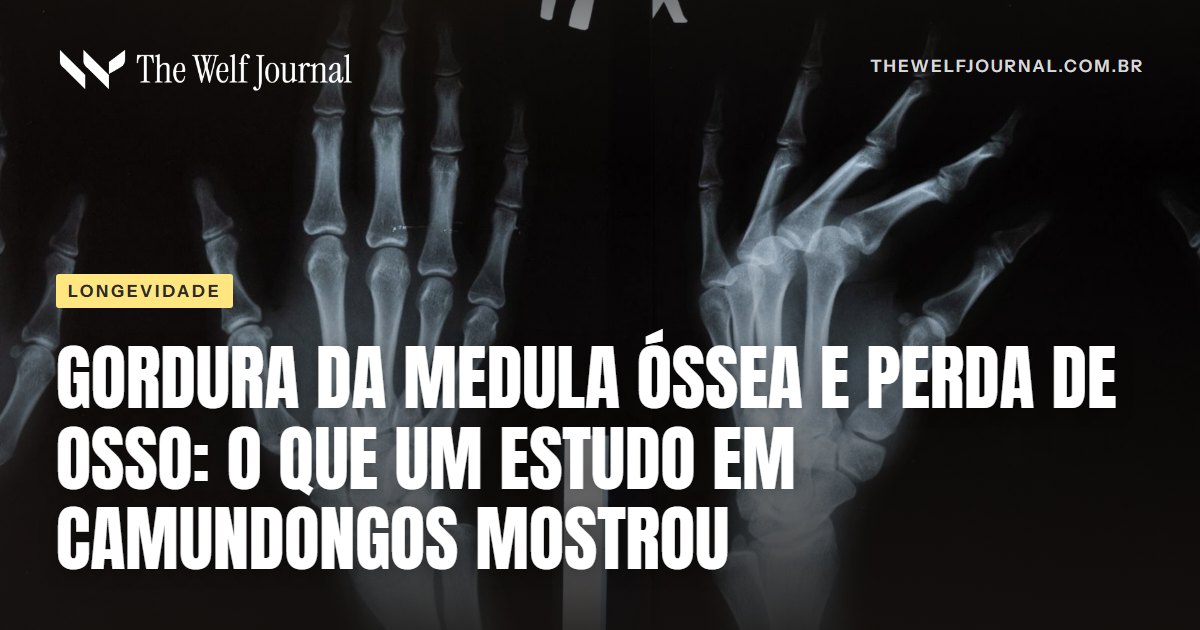 The Welf Journal
THEWELFJOURNAL.COM.BR
LONGEVIDADE
GORDURA DA MEDULA ÓSSEA E PERDA DE
OSSO: O QUE UM ESTUDO EM
CAMUNDONGOS MOSTROU